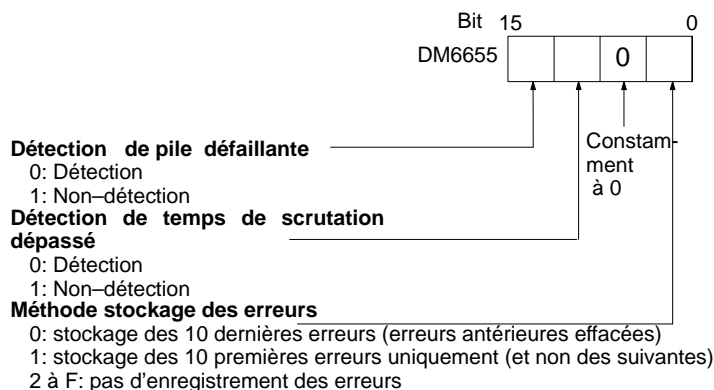 Bit 15 0
DM6655 0
Détection de pile défaillante
0: Détection
1: Non–détection
Constam-
ment
à 0
Détection de temps de scrutation
dépassé
0: Détection
1: Non–détection
Méthode stockage des erreurs
0: stockage des 10 dernières erreurs (erreurs antérieures effacées)
1: stockage des 10 premières erreurs uniquement (et non des suivantes)
2 à F: pas d'enregistrement des erreurs